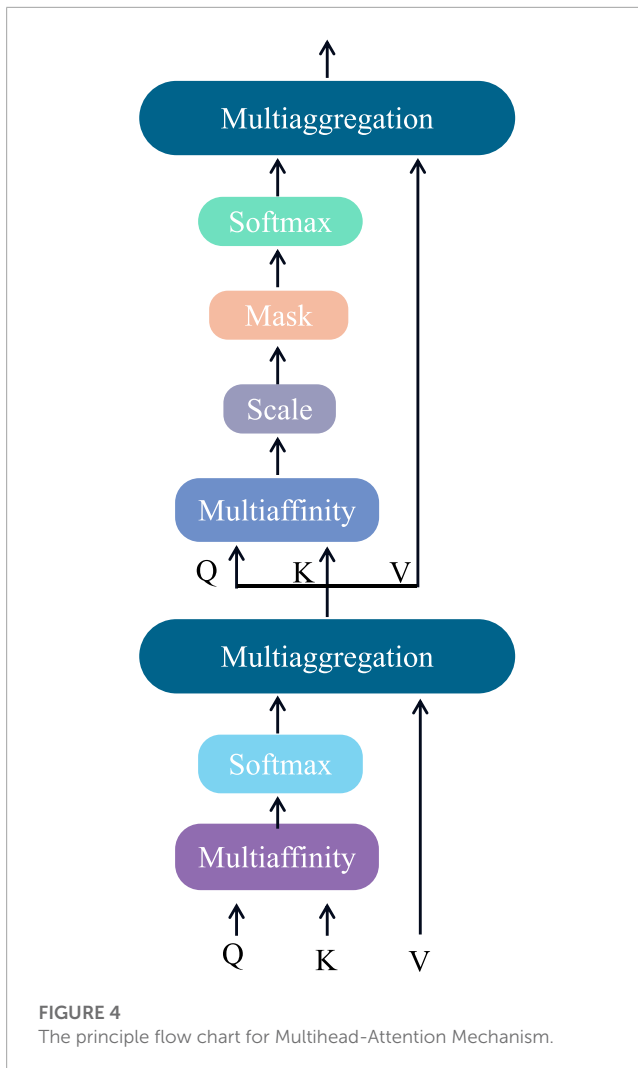 Multiaggregation
Softmax
Mask
Scale
Multiaffinity
Q K V
Multiaggregation
Softmax
Multiaffinity
Q K V
FIGURE 4
The principle flow chart for Multihead-Attention Mechanism.